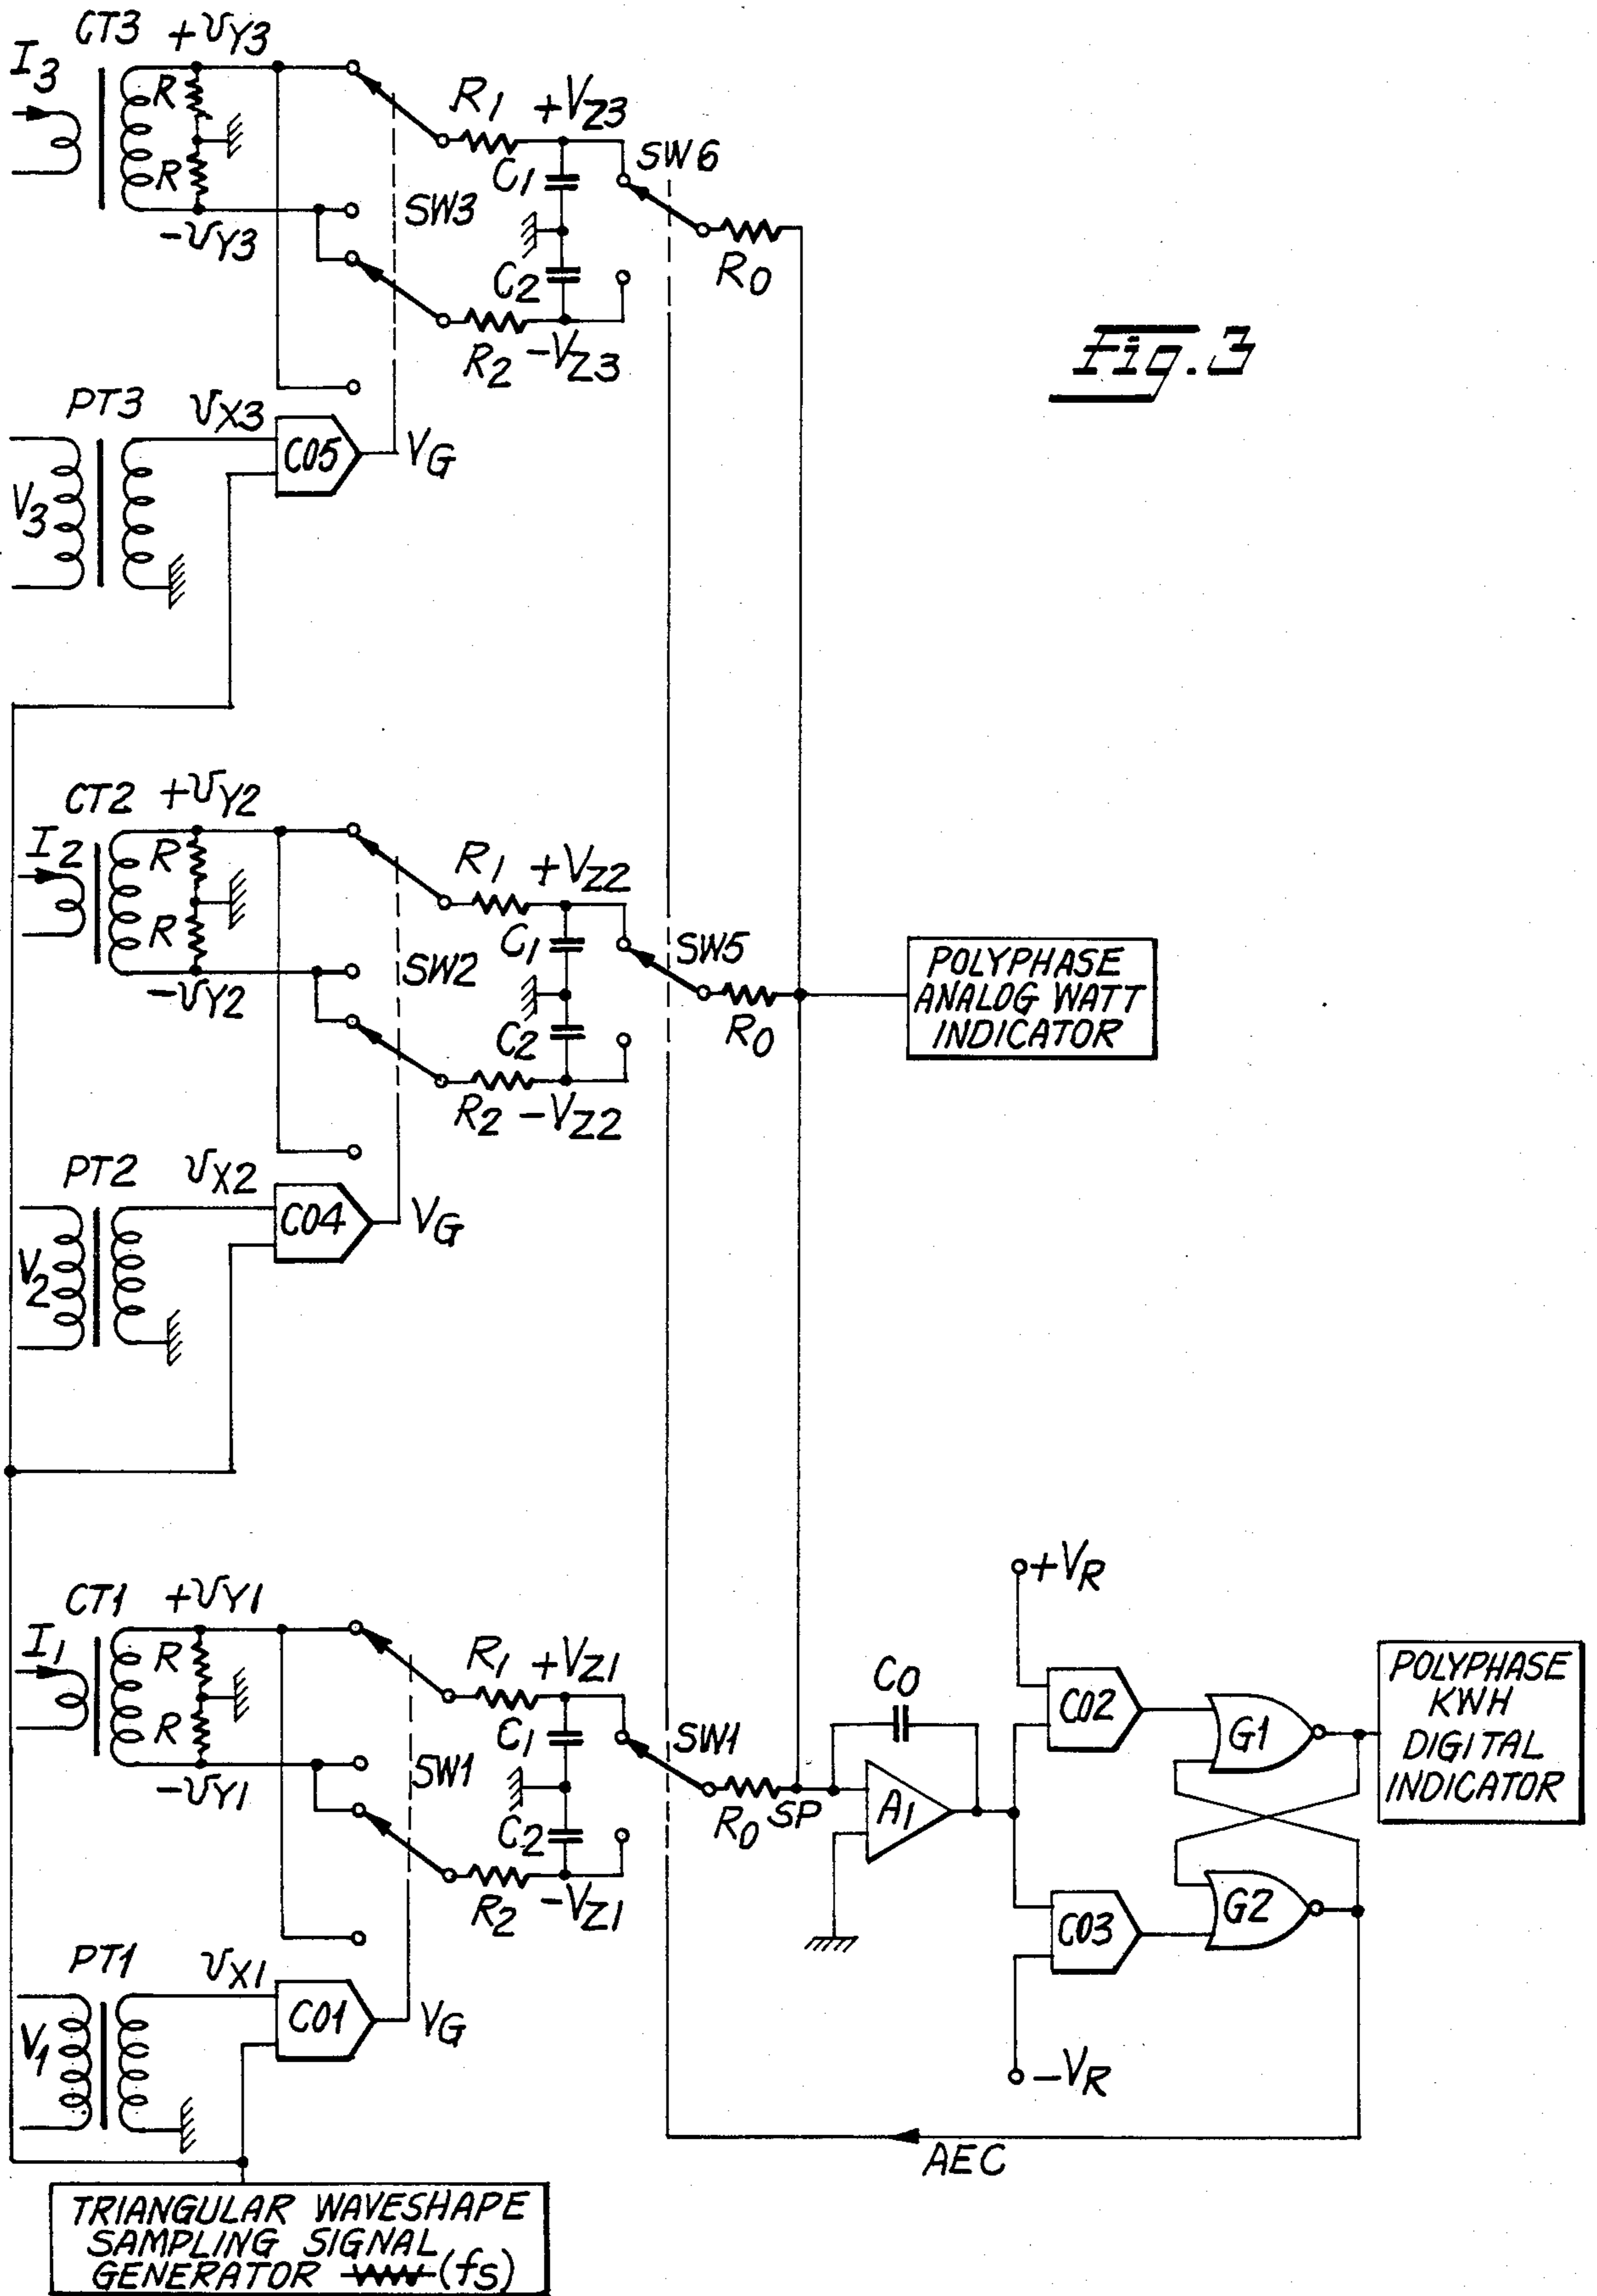 CT3
+VY3
I3
R
R
-VY3
SW3
R1
+VZ3
C1
C2
R2
-VZ3
SW6
R0
Fig. 3
PT3
VX3
V3
C05
VG
CT2
+VY2
I2
R
R
-VY2
SW2
R1
+VZ2
C1
C2
R2
-VZ2
SW5
R0
POLYPHASE
ANALOG WATT
INDICATOR
PT2
VX2
V2
C04
VG
CT1
+VY1
I1
R
R
-VY1
SW1
R1
+VZ1
C1
C2
R2
-VZ1
SW1
R0
SP
C0
A1
+VR
C02
C03
-VR
G1
G2
POLYPHASE
KWH
DIGITAL
INDICATOR
PT1
VX1
V1
C01
VG
AEC
TRIANGULAR WAVESHAPE
SAMPLING SIGNAL
GENERATOR (fs)